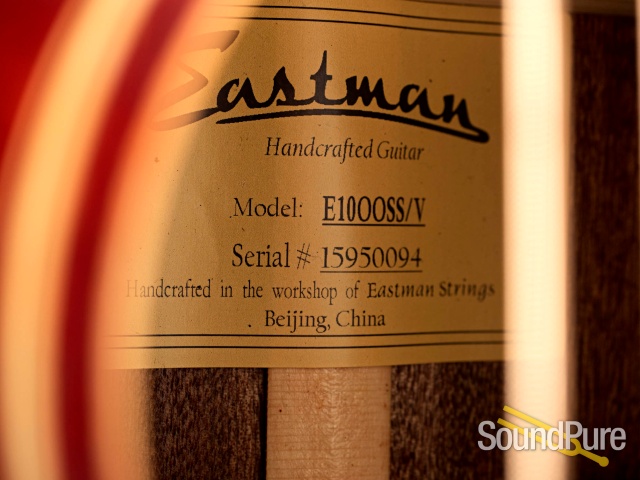 Eastman
Handcrafted Guitar
Model: E10OOSS/V
Serial # 15950094
Handcrafted in the workshop of Eastman Strings
Beijing, China
SoundPure